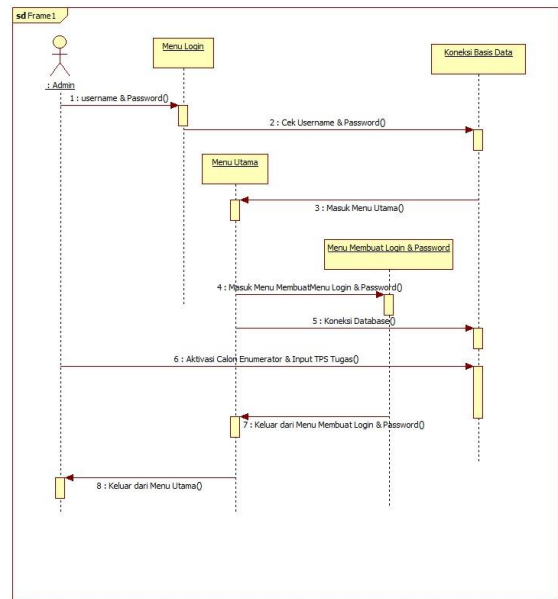 sd Frame1
Menu Login
Koneksi Basis Data
: Admin
1 : username & Password()
2 : Cek Username & Password()
Menu Utama
3 : Masuk Menu Utama()
Menu Membuat Login & Password
4 : Masuk Menu MembuatMenu Login & Password()
5 : Koneksi Database()
6 : Aktivasi Calon Enumerator & Input TPS Tugas()
7 : Keluar dari Menu Membuat Login & Password()
8 : Keluar dari Menu Utama()